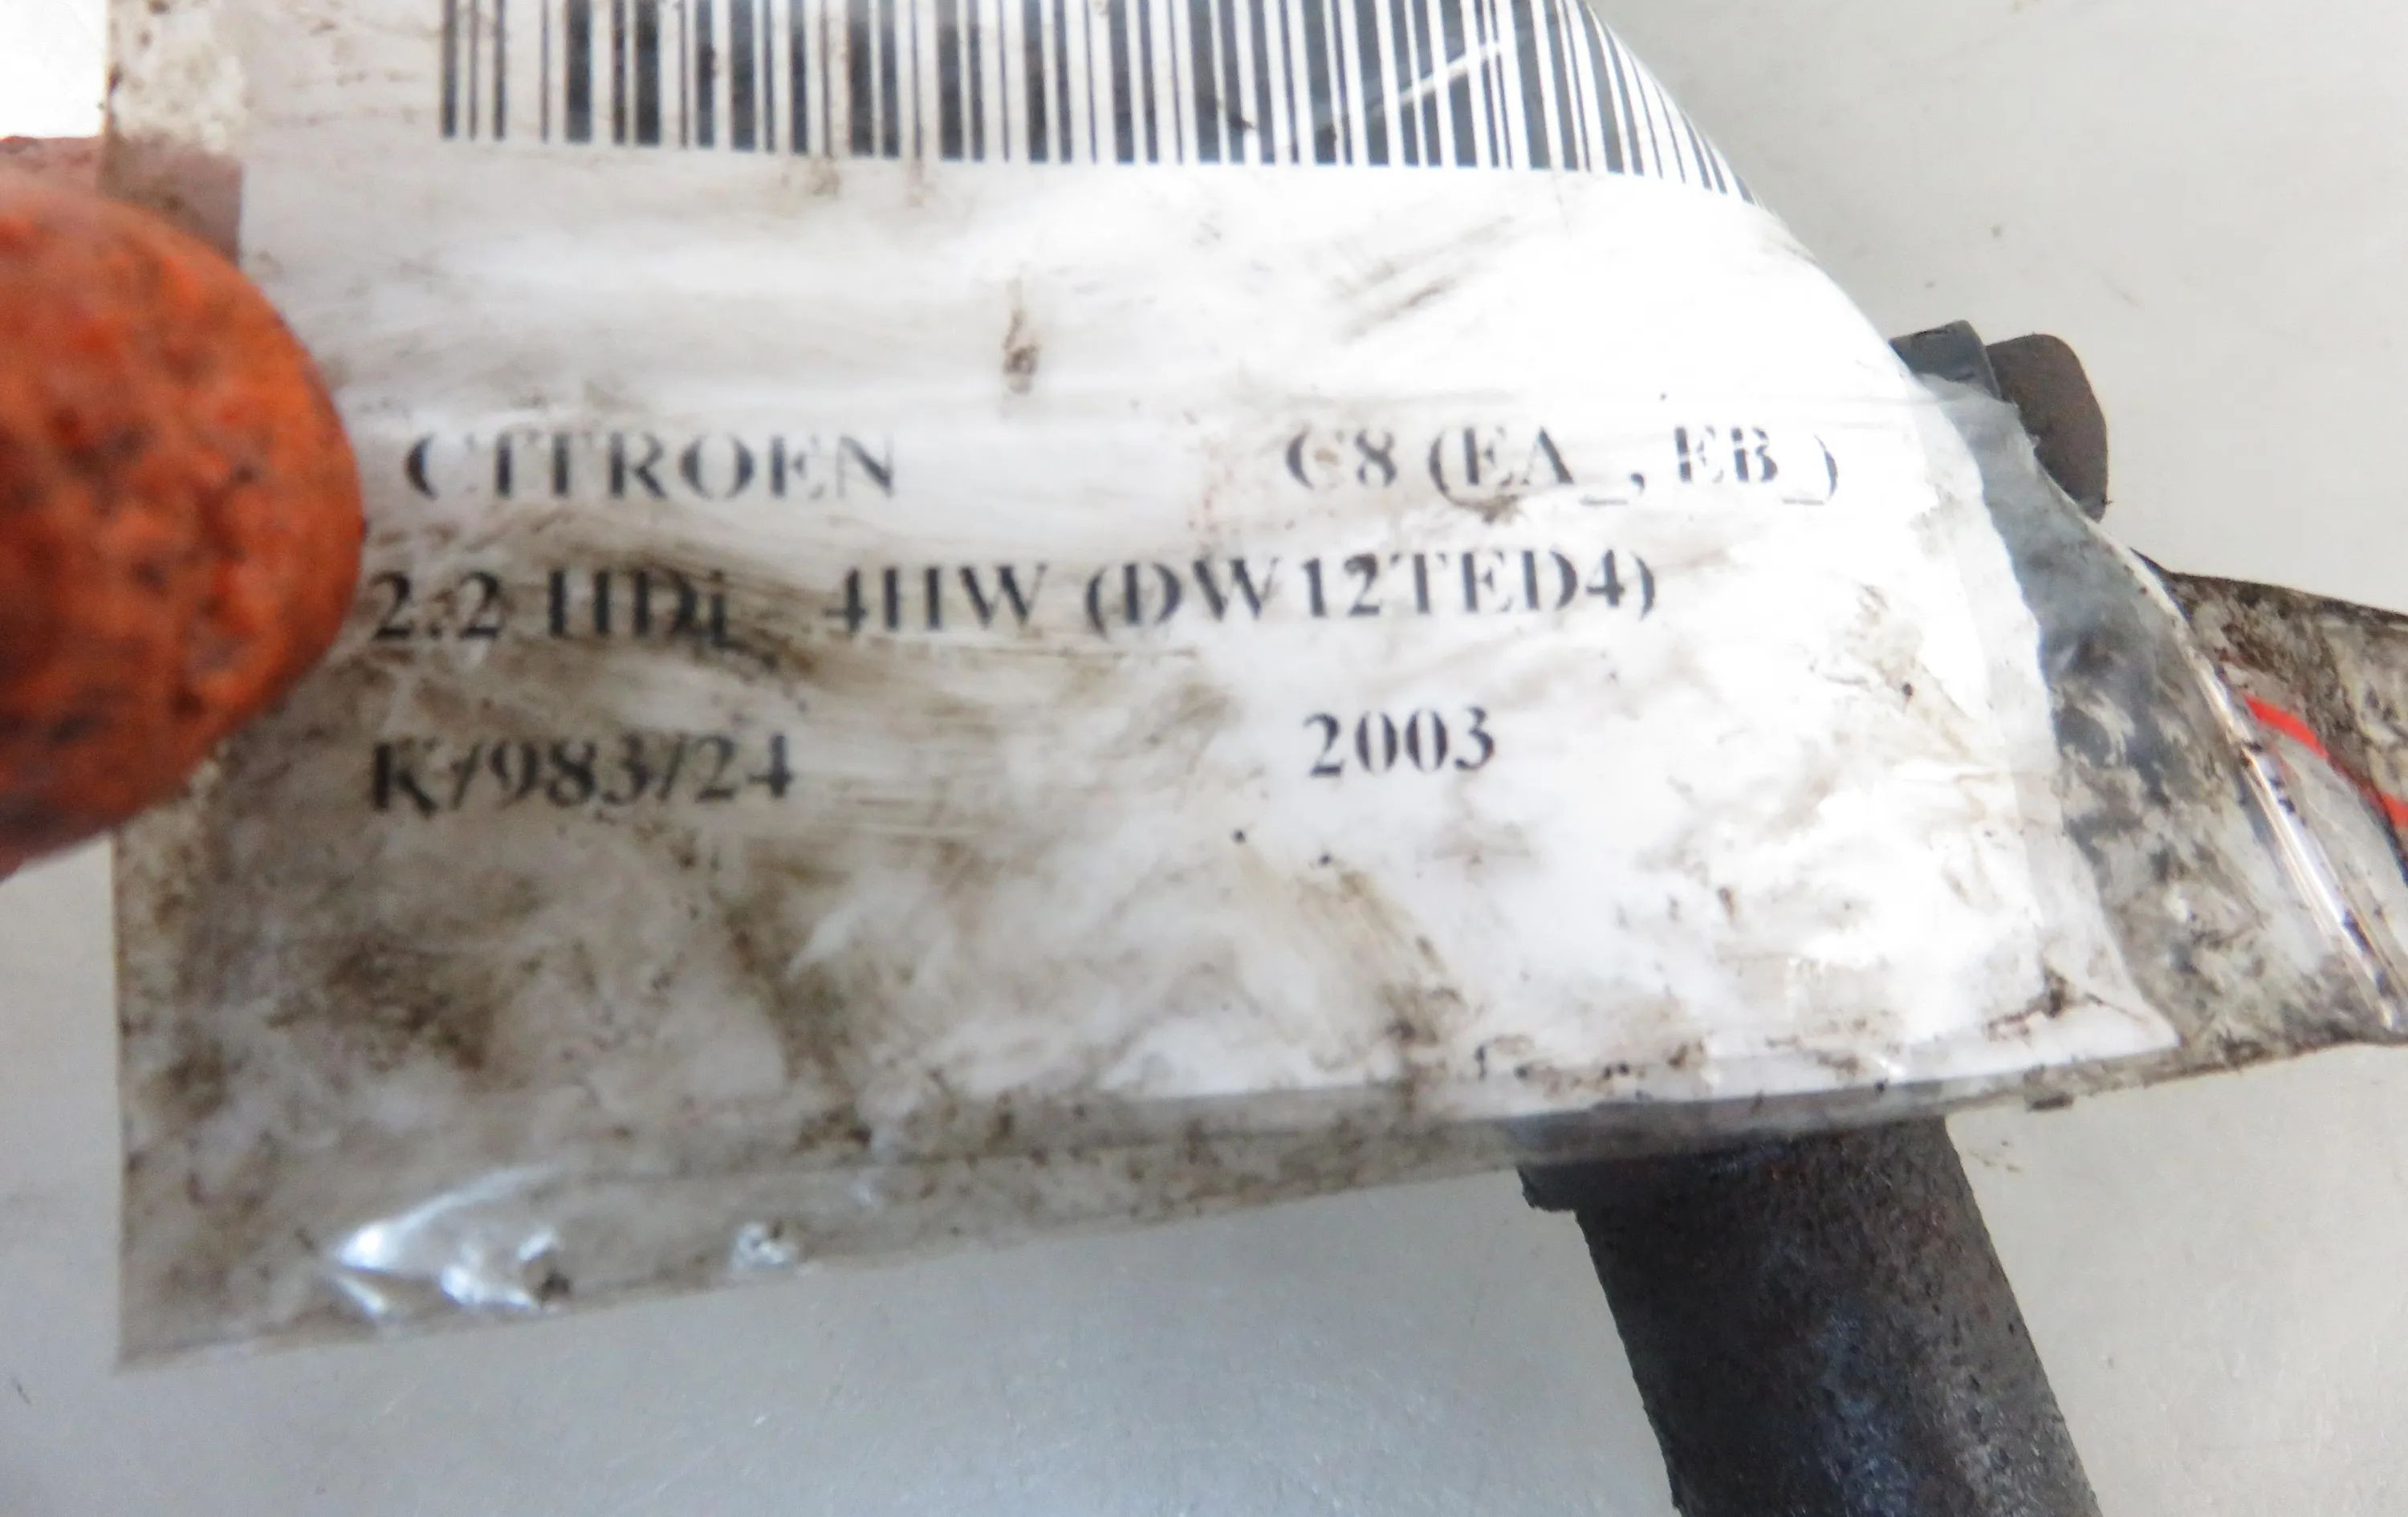 CITROEN C8 (EA_, EB_)
2.2 HDi 4HW (DW12TED4)
K/983/24 2003